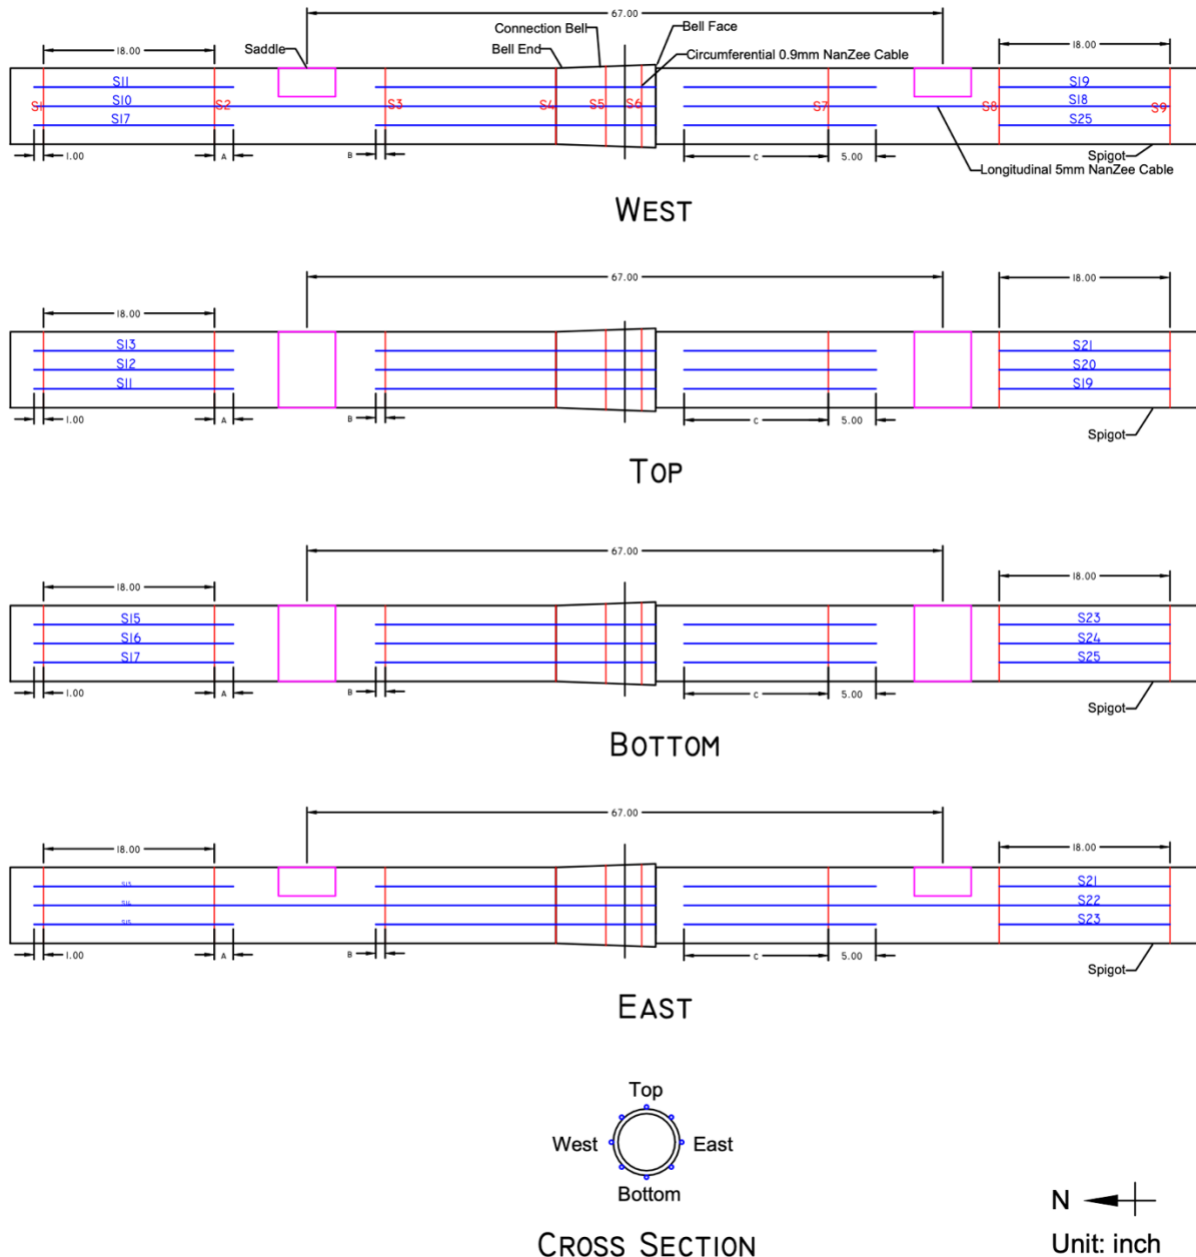 67.00
Connection Bell
Bell Face
18.00
Saddle
Bell End
Circumferential 0.9mm NanZee Cable
18.00
S11
S19
S1
S10
S2
S3
S4
S5
S6
S7
S8
S18
S9
S17
S25
1.00
A
B
C
5.00
Spigot
Longitudinal 5mm NanZee Cable
WEST
67.00
18.00
18.00
S13
S21
S12
S20
S11
S19
1.00
A
B
C
5.00
Spigot
TOP
67.00
18.00
18.00
S15
S23
S16
S24
S17
S25
1.00
A
B
C
5.00
Spigot
BOTTOM
67.00
18.00
18.00
S13
S21
S14
S22
S15
S23
1.00
A
B
C
5.00
Spigot
EAST
Top
West
East
Bottom
CROSS SECTION
N
Unit: inch